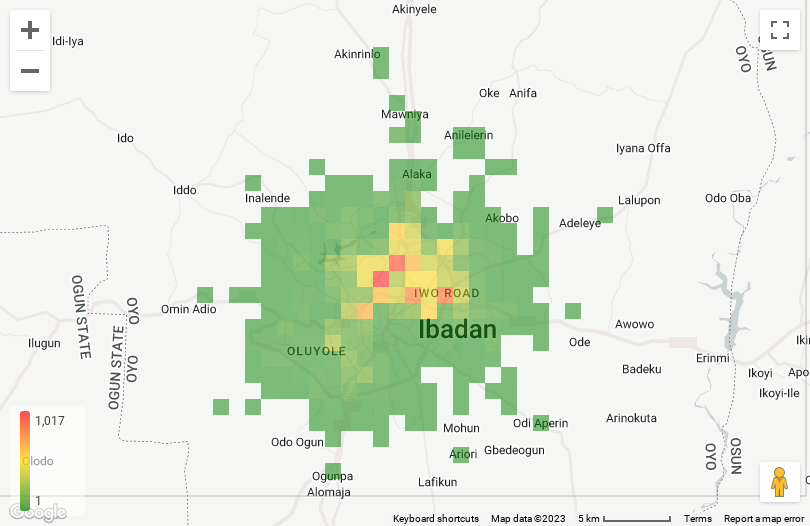 Akinyele
Idi-Iya
OGUN
OYO
Akinrinlo
Oke
Anifa
Mawniya
Anilelerin
Ido
Iyana Offa
Alaka
Iddo
Inalende
Lalupon
Odo Oba
Akobo
Adeleye
IWO ROAD
Omin Adio
OGUN STATE
OYO
Ibadan
Awowo
Ilugun
OLUYOLE
Ode
Erinmi
Ikir
OGUN STATE
OYO
Badeku
Ikoyi
Apo
Ikoyi-Ile
Arinokuta
1,017
Mohun
Odi Aperin
Odo Ogun
Gbedeogun
Ariori
OYO
OSUN
Olodo
Ogunpa
Lafikun
Alomaja
1
Google
Keyboard shortcuts
Map data ©2023
5 km
Terms
Report a map error